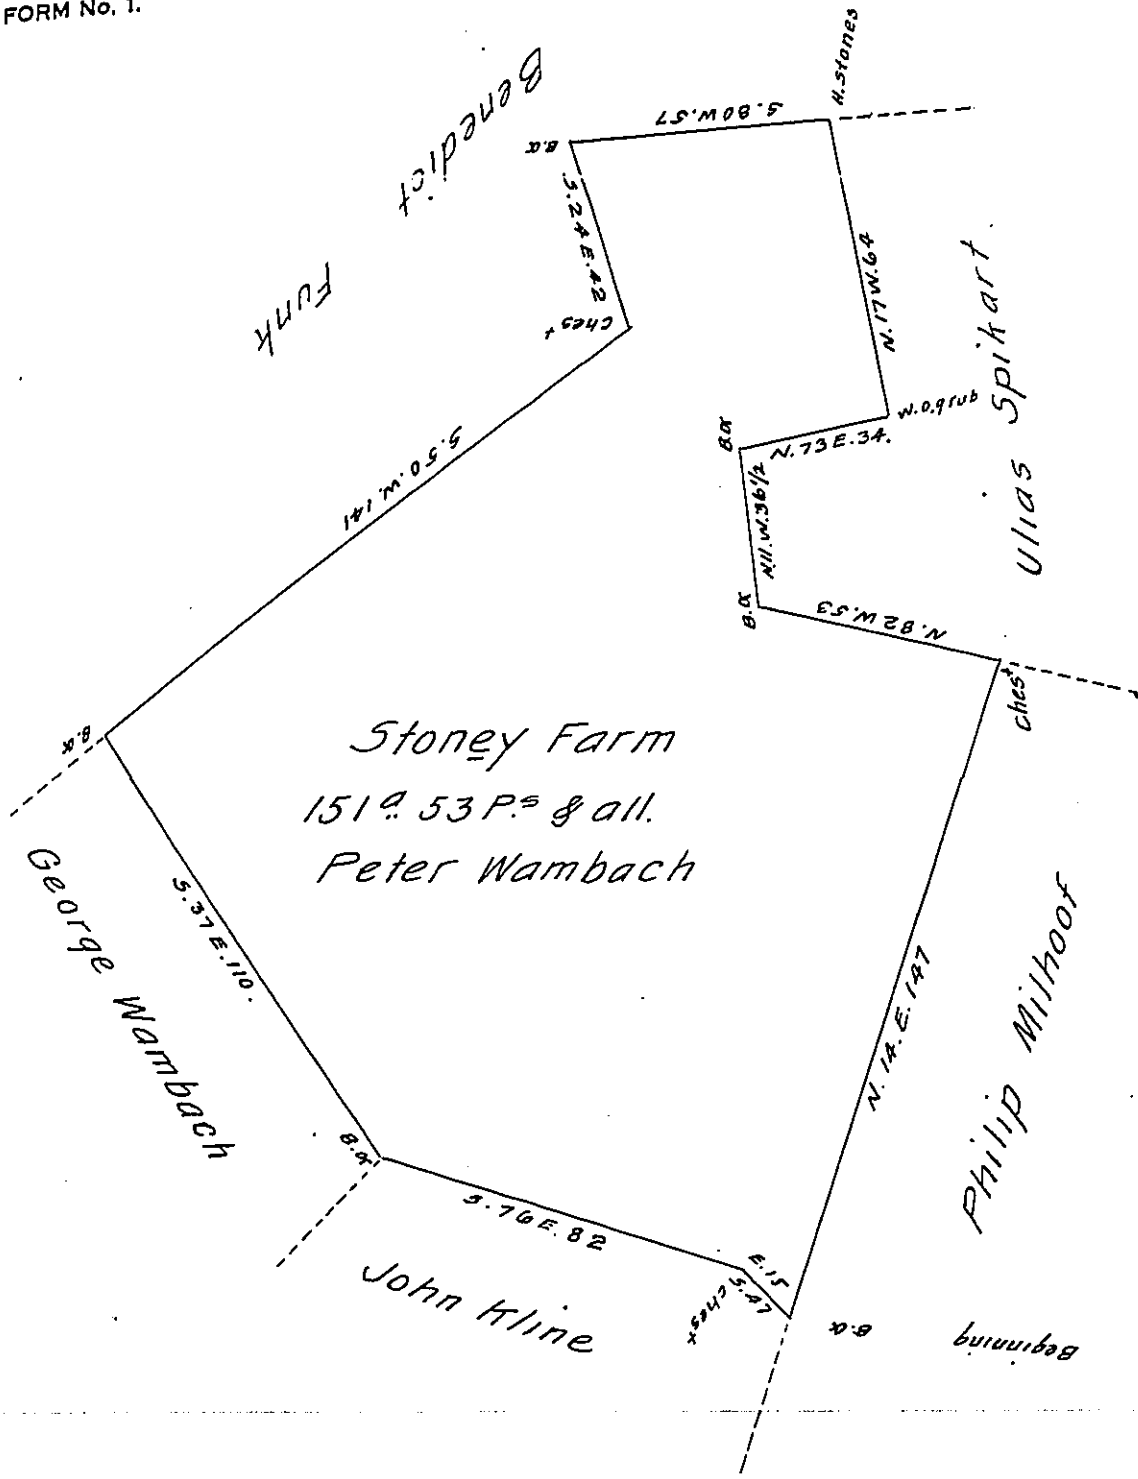 FORM No. 1.
Benedict
Funk
H. stones
S. 80 W. 57
B.O.
S. 24 E. 42
Chest
N. 17 W. 64
Ulias Spikart.
W.O. grub
N. 73 E. 34.
B.O.
N 11. W. 36 1/2
B.O.
N. 82 W. 53
Chest
S. 50. W. 141
B.O.
Stoney Farm
151 a. 53 P.s & all.
Peter Wambach
George Wambach
S. 37 E. 110.
B.O.
S. 76 E. 82
John Kline
Chest
S. 47 E. 15
N. 14. E. 147
Philip Milhoof
B.O.
Beginning